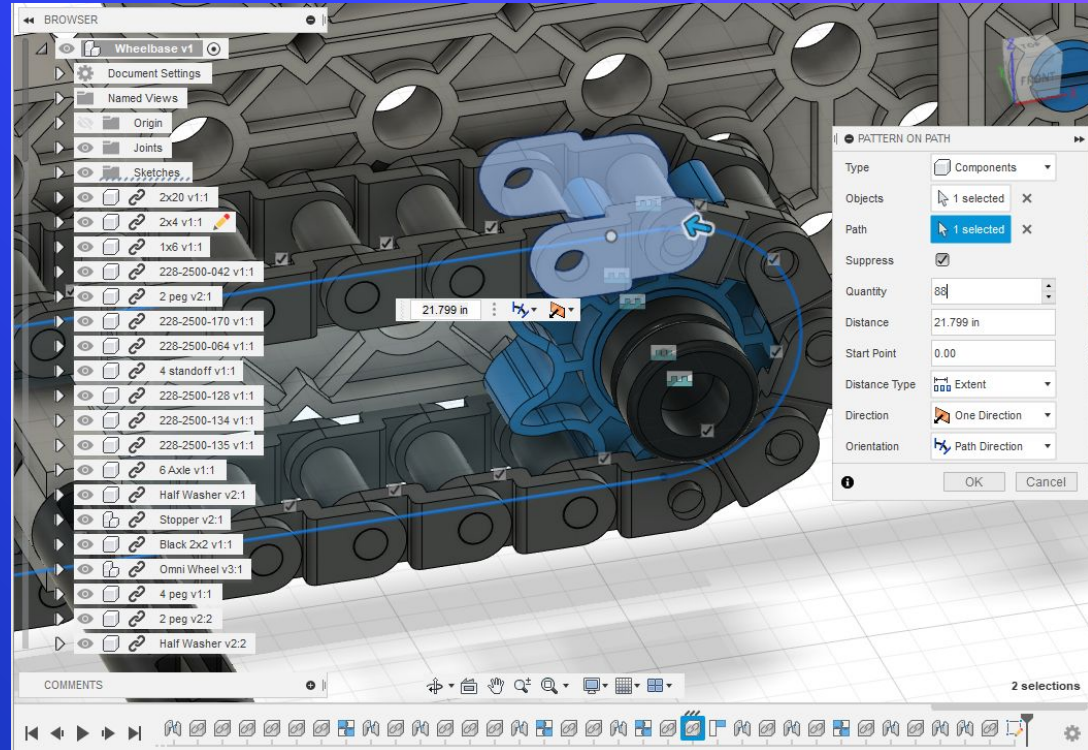 BROWSER
Wheelbase v1
Document Settings
Named Views
Origin
Joints
Sketches
2x20 v1:1
2x4 v1:1
1x6 v1:1
228-2500-042 v1:1
2 peg v2:1
228-2500-170 v1:1
228-2500-064 v1:1
4 standoff v1:1
228-2500-128 v1:1
228-2500-134 v1:1
228-2500-135 v1:1
6 Axle v1:1
Half Washer v2:1
Stopper v2:1
Black 2x2 v1:1
Omni Wheel v3:1
4 peg v1:1
2 peg v2:2
Half Washer v2:2
COMMENTS
21.799 in
TOP
FRONT
Z
X
PATTERN ON PATH
Type Components
Objects 1 selected
Path 1 selected
Suppress
Quantity 88
Distance 21.799 in
Start Point 0.00
Distance Type Extent
Direction One Direction
Orientation Path Direction
OK Cancel
2 selections